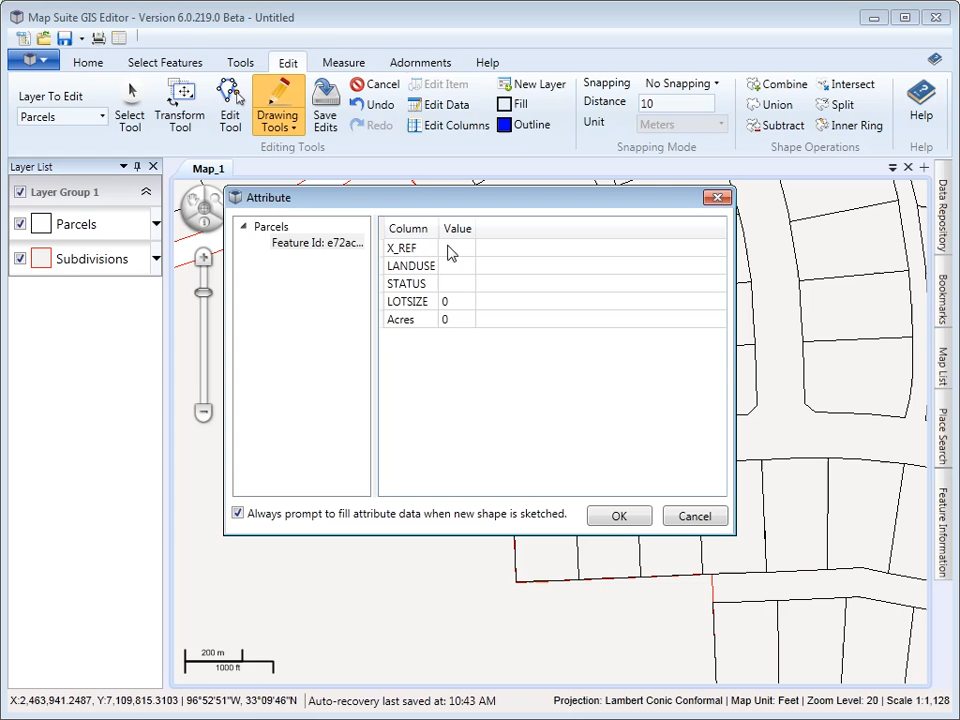 Map Suite GIS Editor - Version 6.0.219.0 Beta - Untitled
Home Select Features Tools Edit Measure Adornments Help
Layer To Edit
Parcels
Select Tool
Transform Tool
Edit Tool
Drawing Tools
Save Edits
Cancel
Undo
Redo
Edit Item
Edit Data
Edit Columns
New Layer
Fill
Outline
Editing Tools
Snapping No Snapping
Distance 10
Unit Meters
Snapping Mode
Combine Intersect
Union Split
Subtract Inner Ring
Shape Operations
Help
Help
Layer List
Map_1
Layer Group 1
Parcels
Subdivisions
Attribute
Parcels
Feature Id: e72ac...
Column Value
X_REF
LANDUSE
STATUS
LOTSIZE 0
Acres 0
Always prompt to fill attribute data when new shape is sketched.
OK Cancel
Data Repository
Bookmarks
Map List
Place Search
Feature Information
200 m
1000 ft
X:2,463,941.2487, Y:7,109,815.3103 | 96°52'51"W, 33°09'46"N Auto-recovery last saved at: 10:43 AM Projection: Lambert Conic Conformal | Map Unit: Feet | Zoom Level: 20 | Scale 1:1,128